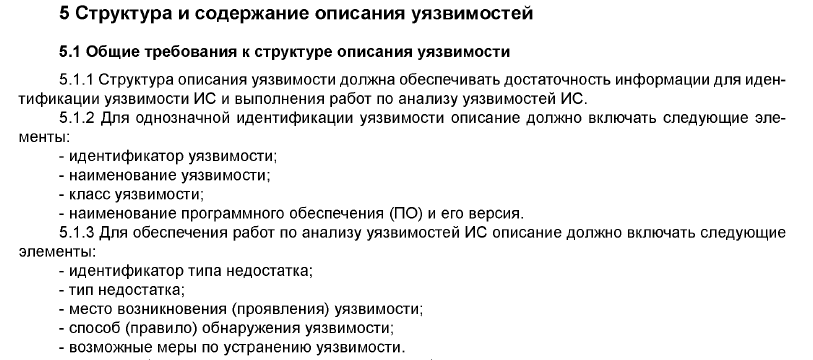 5 Структура и содержание описания уязвимостей
5.1 Общие требования к структуре описания уязвимости
5.1.1 Структура описания уязвимости должна обеспечивать достаточность информации для иден-
тификации уязвимости ИС и выполнения работ по анализу уязвимостей ИС.
5.1.2 Для однозначной идентификации уязвимости описание должно включать следующие эле-
менты:
- идентификатор уязвимости;
- наименование уязвимости;
- класс уязвимости;
- наименование программного обеспечения (ПО) и его версия.
5.1.3 Для обеспечения работ по анализу уязвимостей ИС описание должно включать следующие
элементы:
- идентификатор типа недостатка;
- тип недостатка;
- место возникновения (проявления) уязвимости;
- способ (правило) обнаружения уязвимости;
- возможные меры по устранению уязвимости.